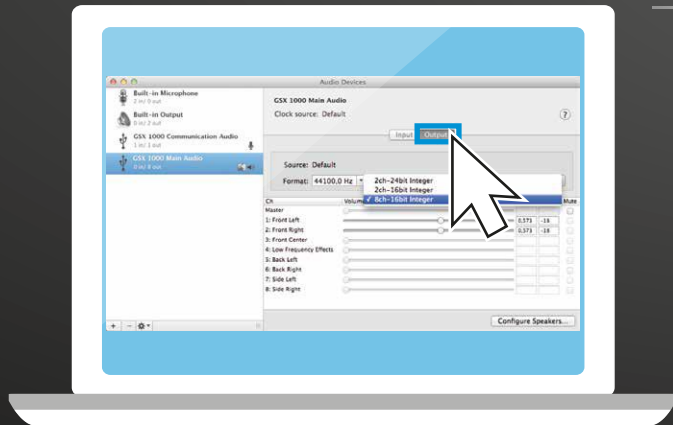 Audio Devices
Built-in Microphone
2 in/ 0 out
Built-in Output
0 in/ 2 out
GSX 1000 Communication Audio
1 in/ 2 out
GSX 1000 Main Audio
0 in/ 8 out
GSX 1000 Main Audio
Clock source: Default
?
Input Output
Source: Default
Format: 44100,0 Hz
2ch-24bit Integer
2ch-16bit Integer
✓ 8ch-16bit Integer
Ch Volume Mute
Master
1: Front Left 0,573 -18
2: Front Right 0,573 -18
3: Front Center
4: Low Frequency Effects
5: Back Left
6: Back Right
7: Side Left
8: Side Right
Configure Speakers...